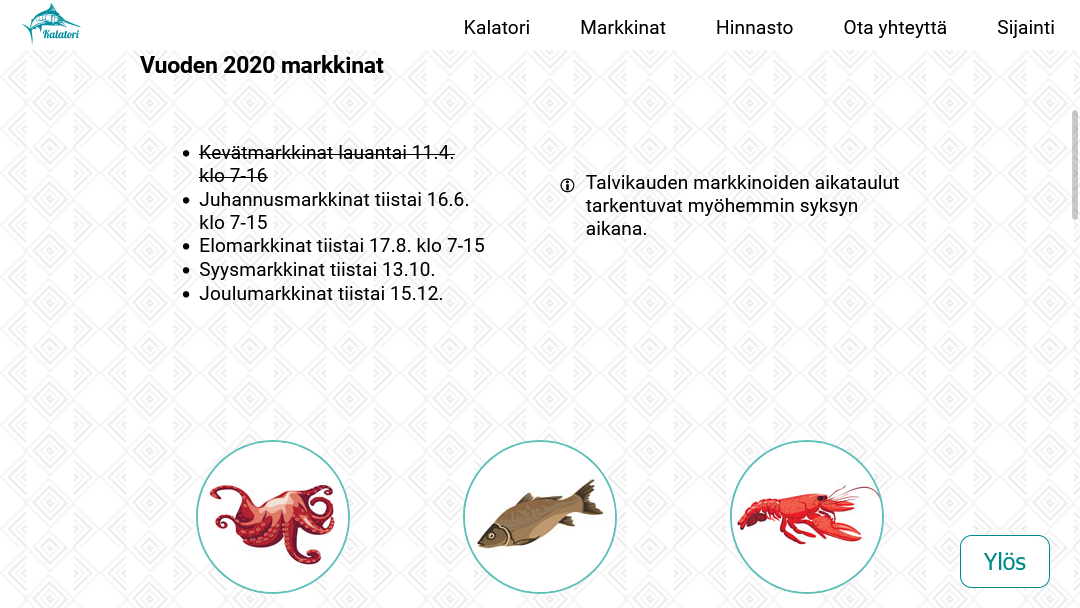 Kalatori
Kalatori Markkinat Hinnasto Ota yhteyttä Sijainti
Vuoden 2020 markkinat
Kevätmarkkinat lauantai 11.4.
klo 7-16
Juhannusmarkkinat tiistai 16.6.
klo 7-15
Elomarkkinat tiistai 17.8. klo 7-15
Syysmarkkinat tiistai 13.10.
Joulumarkkinat tiistai 15.12.
Talvikauden markkinoiden aikataulut
tarkentuvat myöhemmin syksyn
aikana.
Ylös